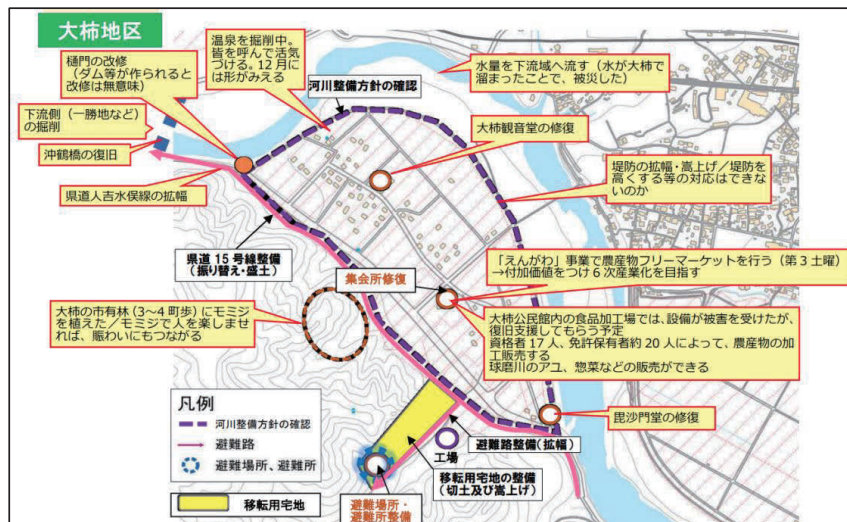 大柿地区
樋門の改修
（ダム等が作られると
改修は無意味）
温泉を掘削中。
皆を呼んで活気
づける。12月に
は形がみえる
河川整備方針の確認
水量を下流域へ流す（水が大柿で
溜まったことで、被災した）
下流側（一勝地など）
の掘削
沖鶴橋の復旧
大柿観音堂の修復
県道人吉水俣線の拡幅
堤防の拡幅・嵩上げ／堤防を
高くする等の対応はできな
いのか
県道15号線整備
（振り替え・盛土）
「えんがわ」事業で農産物フリーマーケットを行う（第3土曜）
→付加価値をつけ6次産業化を目指す
集会所修復
大柿の市有林（3～4町歩）にモミジ
を植えた／モミジで人を楽しませ
れば、賑わいにもつながる
大柿公民館内の食品加工場では、設備が被害を受けたが、
復旧支援してもらう予定
資格者17人、免許保有者約20人によって、農産物の加
工販売する
球磨川のアユ、惣菜などの販売ができる
凡例
河川整備方針の確認
避難路
避難場所、避難所
移転用宅地
毘沙門堂の修復
避難路整備（拡幅）
工場
移転用宅地の整備
（切土及び嵩上げ）
避難場所・
避難所整備